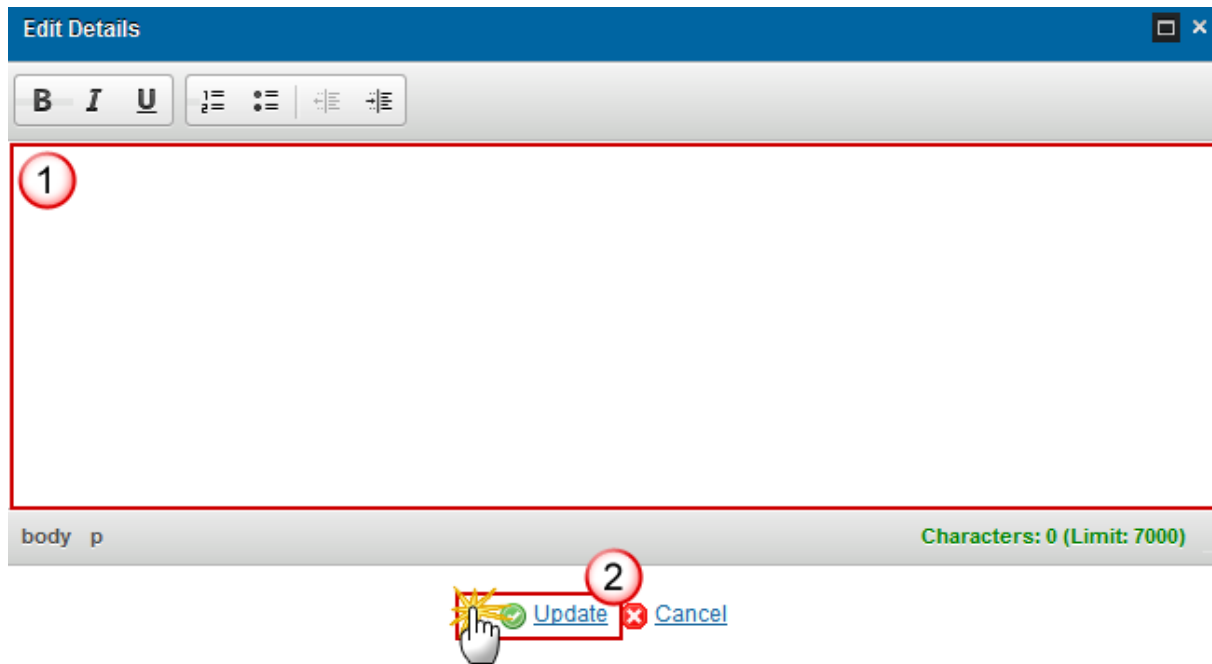 Edit Details
B I U
1
body p
Characters: 0 (Limit: 7000)
2
Update Cancel